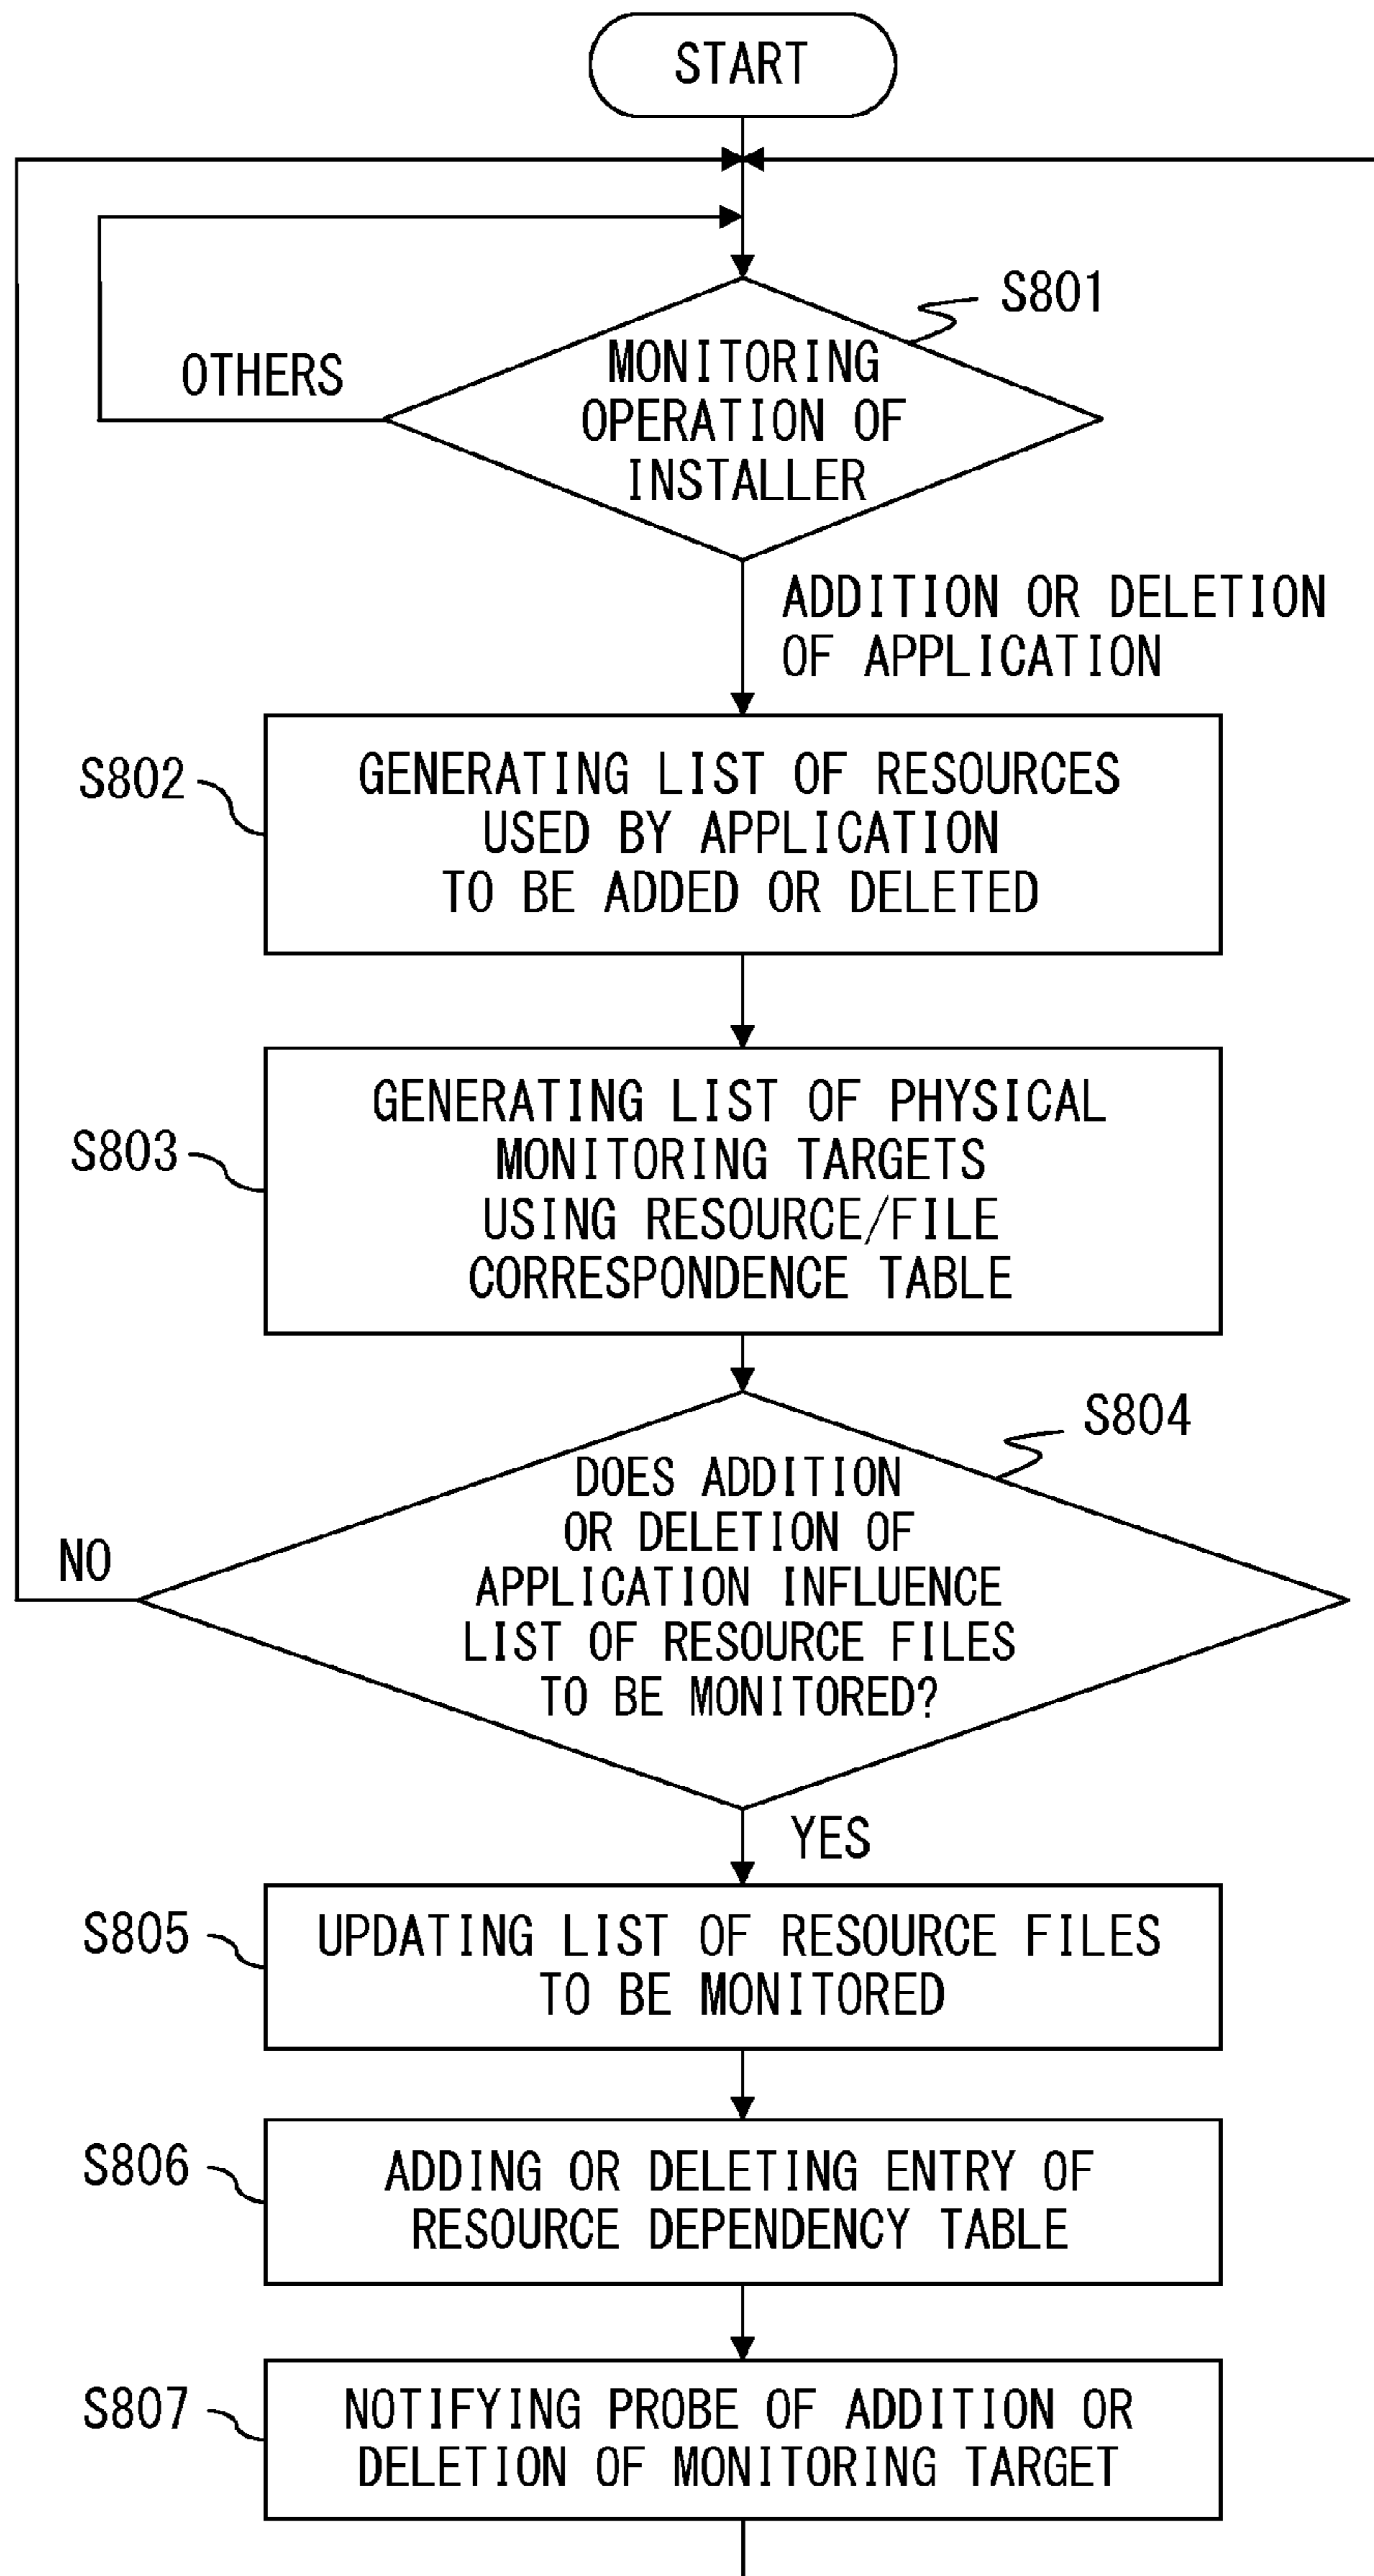 START
S801
MONITORING
OPERATION OF
INSTALLER
OTHERS
ADDITION OR DELETION
OF APPLICATION
S802
GENERATING LIST OF RESOURCES
USED BY APPLICATION
TO BE ADDED OR DELETED
S803
GENERATING LIST OF PHYSICAL
MONITORING TARGETS
USING RESOURCE/FILE
CORRESPONDENCE TABLE
S804
DOES ADDITION
OR DELETION OF
APPLICATION INFLUENCE
LIST OF RESOURCE FILES
TO BE MONITORED?
NO
YES
S805
UPDATING LIST OF RESOURCE FILES
TO BE MONITORED
S806
ADDING OR DELETING ENTRY OF
RESOURCE DEPENDENCY TABLE
S807
NOTIFYING PROBE OF ADDITION OR
DELETION OF MONITORING TARGET